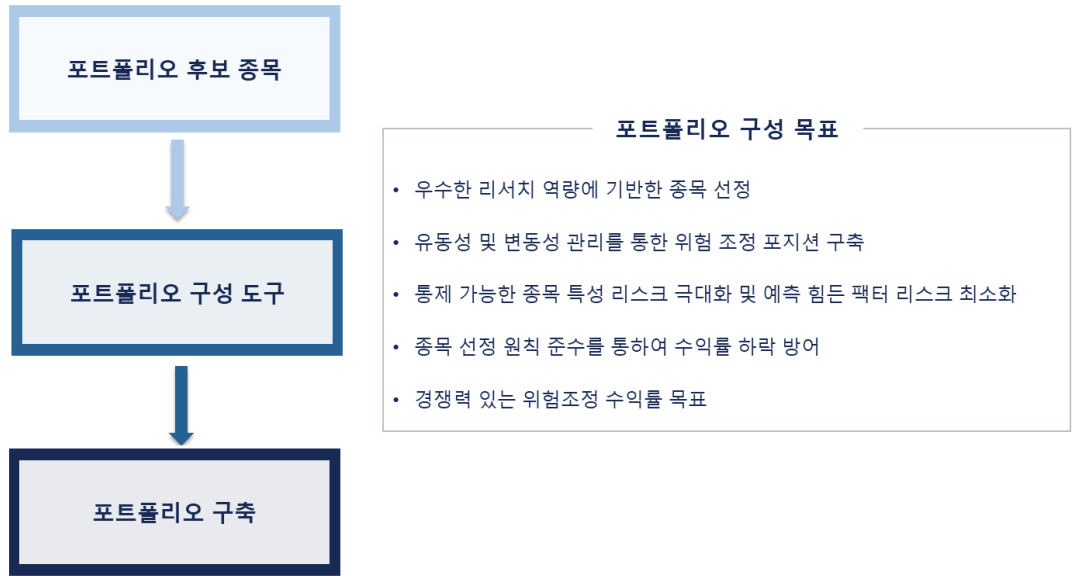 포트폴리오 후보 종목
포트폴리오 구성 도구
포트폴리오 구축
포트폴리오 구성 목표
• 우수한 리서치 역량에 기반한 종목 선정
• 유동성 및 변동성 관리를 통한 위험 조정 포지션 구축
• 통제 가능한 종목 특성 리스크 극대화 및 예측 힘든 팩터 리스크 최소화
• 종목 선정 원칙 준수를 통하여 수익률 하락 방어
• 경쟁력 있는 위험조정 수익률 목표